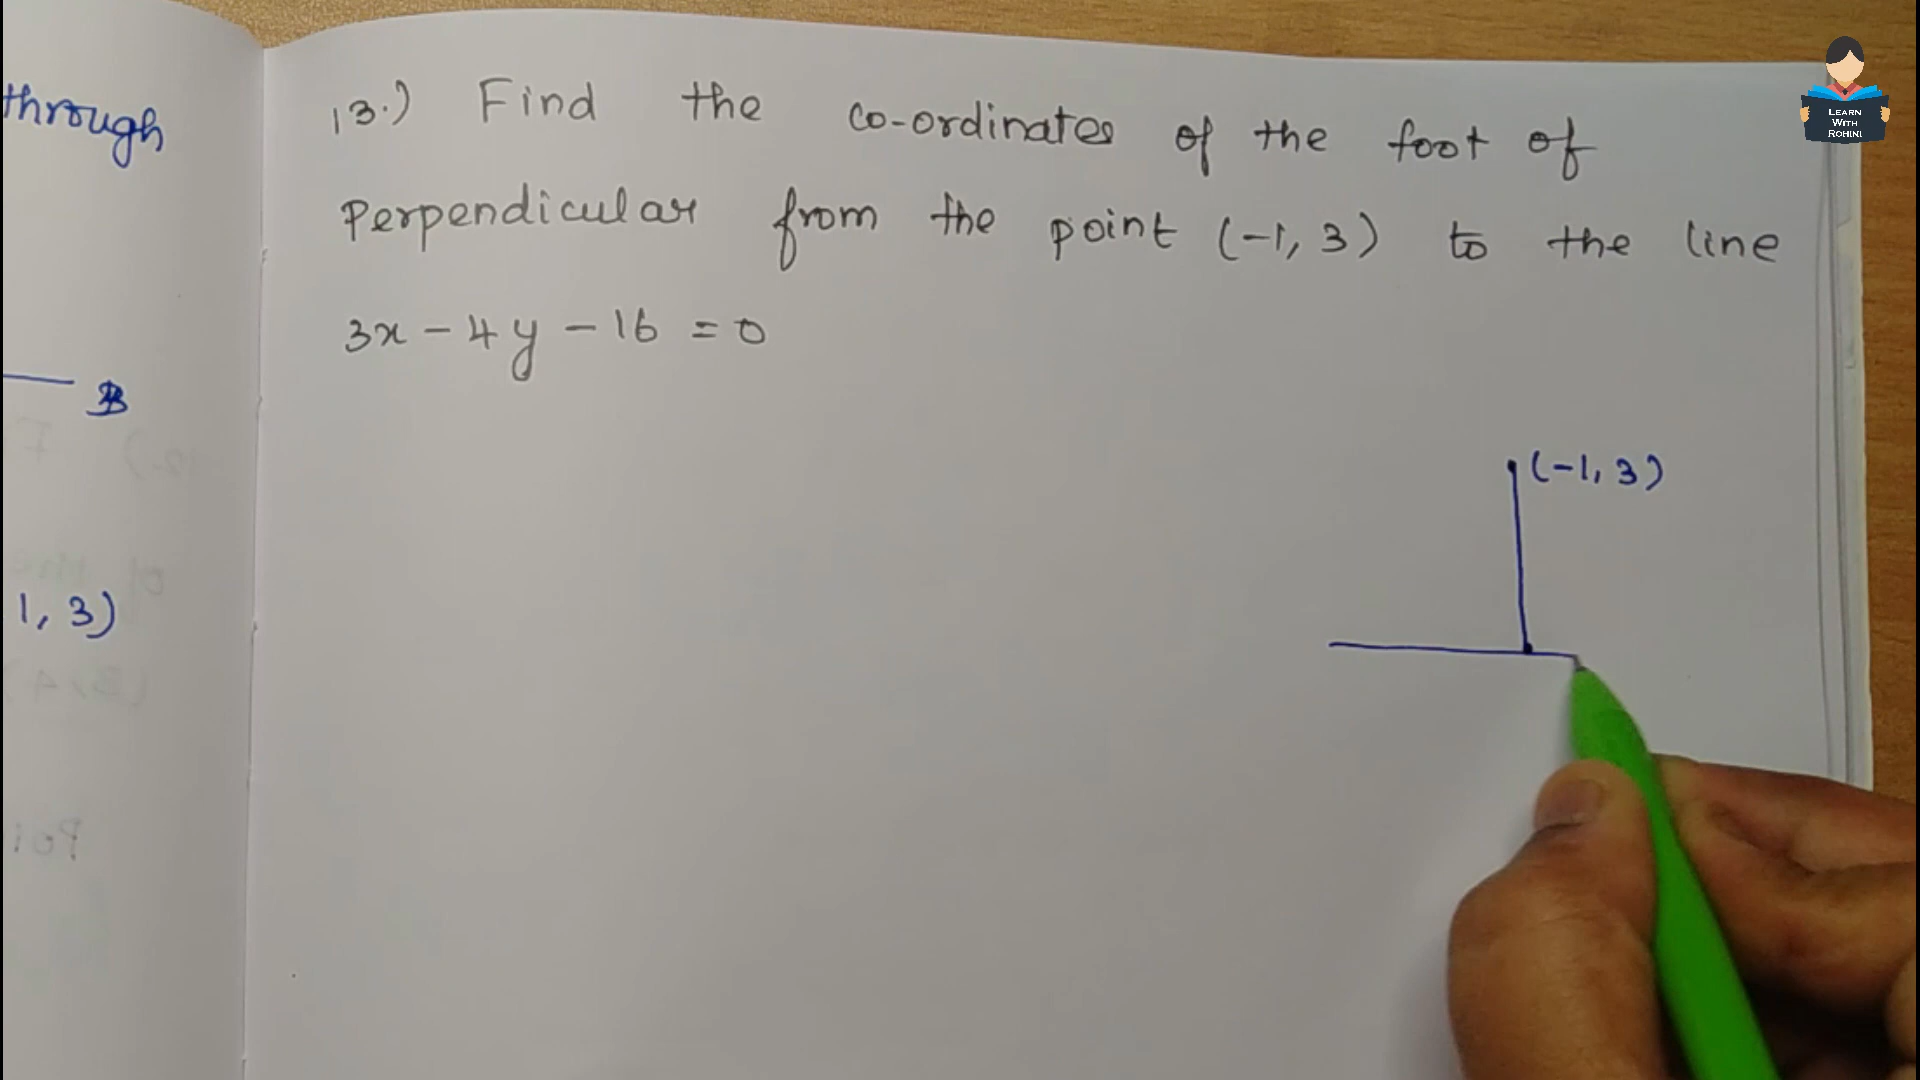 through
B
1, 3)
13.) Find the co-ordinates of the foot of
Perpendicular from the point (-1, 3) to the line
3x - 4y - 16 = 0
(-1, 3)
LEARN
WITH
ROHINI